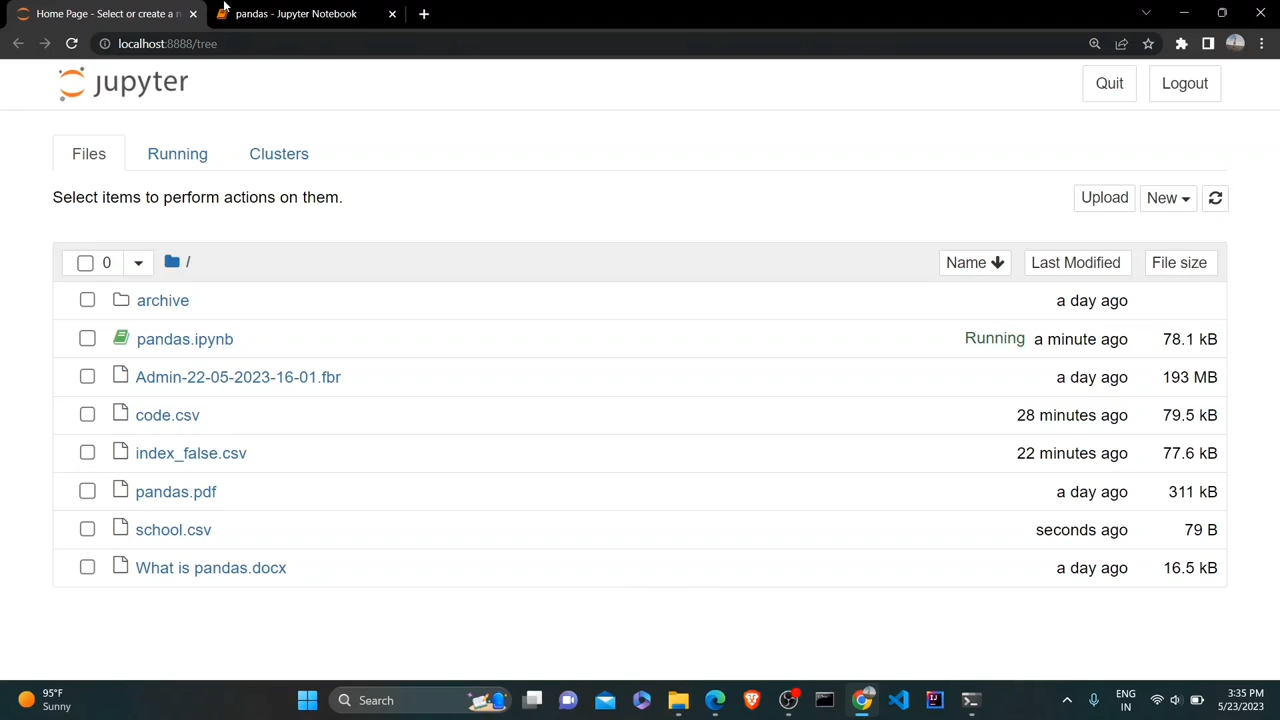 Home Page - Select or create a n
pandas - Jupyter Notebook
localhost:8888/tree
jupyter
Quit
Logout
Files
Running
Clusters
Select items to perform actions on them.
Upload
New
0
/
Name
Last Modified
File size
archive
a day ago
pandas.ipynb
Running
a minute ago
78.1 kB
Admin-22-05-2023-16-01.fbr
a day ago
193 MB
code.csv
28 minutes ago
79.5 kB
index_false.csv
22 minutes ago
77.6 kB
pandas.pdf
a day ago
311 kB
school.csv
seconds ago
79 B
What is pandas.docx
a day ago
16.5 kB
95°F
Sunny
Search
ENG
IN
3:35 PM
5/23/2023